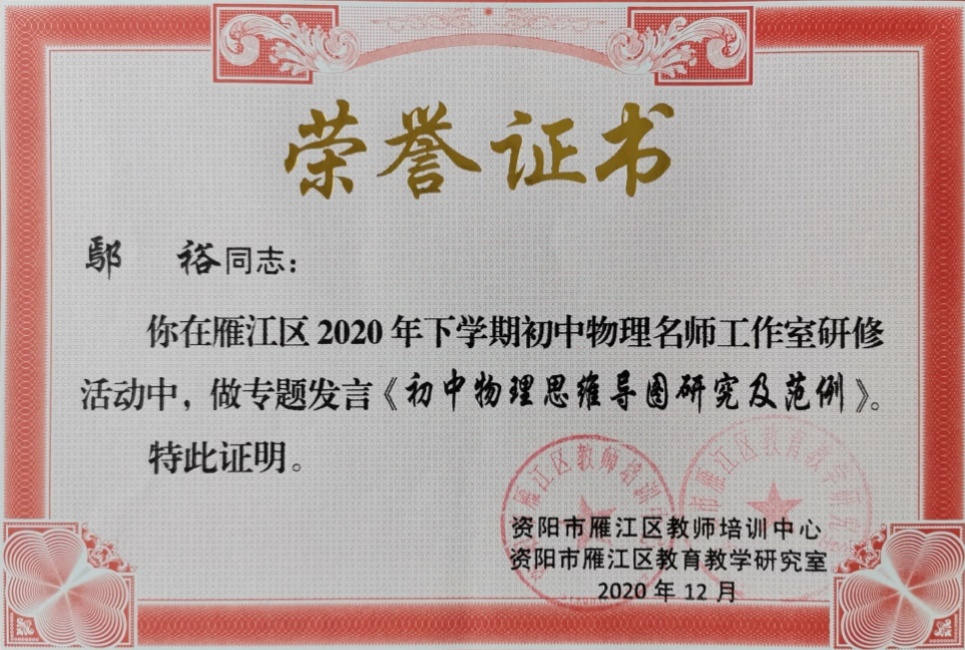 荣誉证书
鄢 裕同志：
你在雁江区2020年下学期初中物理名师工作室研修
活动中，做专题发言《初中物理思维导图研究及范例》。
特此证明。
资阳市雁江区教师培训中心
资阳市雁江区教育教学研究室
2020年12月